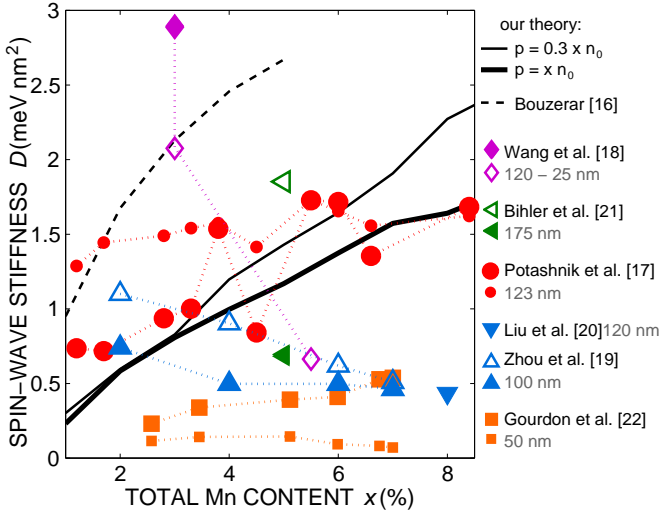 our theory:
p = 0.3 x n₀
p = x n₀
Bouzerar [16]
Wang et al. [18]
120 – 25 nm
Bihler et al. [21]
175 nm
Potashnik et al. [17]
123 nm
Liu et al. [20] 120 nm
Zhou et al. [19]
100 nm
Gourdon et al. [22]
50 nm
SPIN–WAVE STIFFNESS D (meV nm²)
3
2.5
2
1.5
1
0.5
0
2
4
6
8
TOTAL Mn CONTENT x (%)